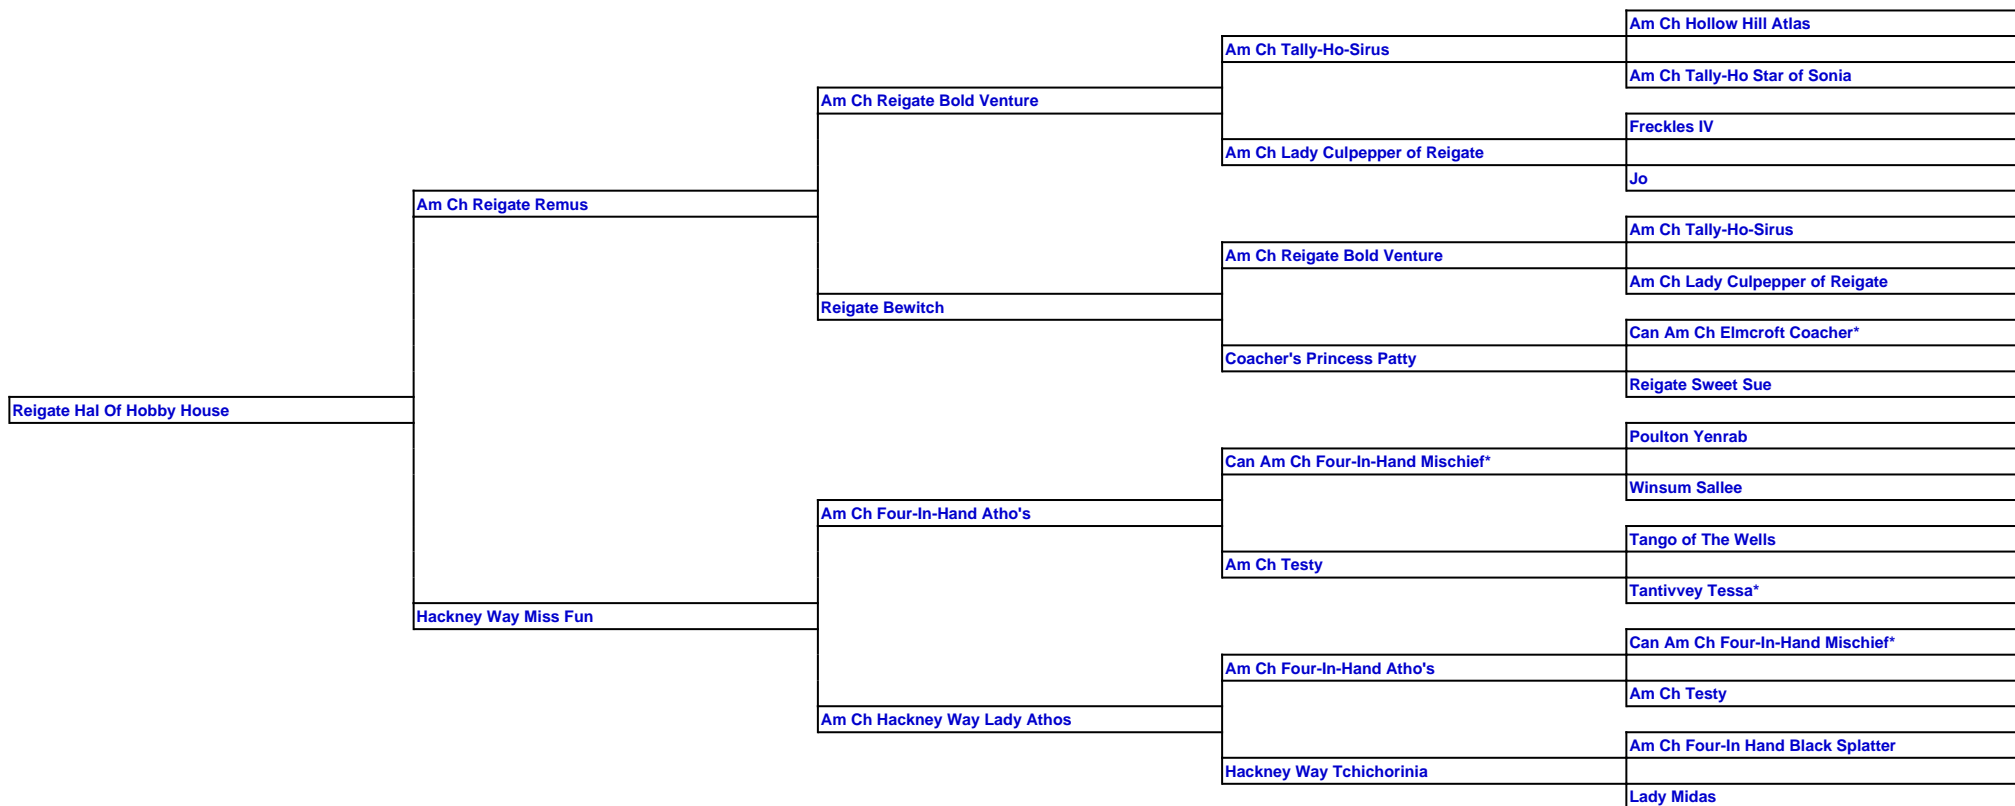 Am Ch Hollow Hill Atlas
Am Ch Tally-Ho-Sirus
Am Ch Tally-Ho Star of Sonia
Am Ch Reigate Bold Venture
Freckles IV
Am Ch Lady Culpepper of Reigate
Jo
Am Ch Reigate Remus
Am Ch Tally-Ho-Sirus
Am Ch Reigate Bold Venture
Am Ch Lady Culpepper of Reigate
Reigate Bewitch
Can Am Ch Elmcroft Coacher*
Coacher's Princess Patty
Reigate Sweet Sue
Reigate Hal Of Hobby House
Poulton Yenrab
Can Am Ch Four-In-Hand Mischief*
Winsum Sallee
Am Ch Four-In-Hand Atho's
Tango of The Wells
Am Ch Testy
Tantivvey Tessa*
Hackney Way Miss Fun
Can Am Ch Four-In-Hand Mischief*
Am Ch Four-In-Hand Atho's
Am Ch Testy
Am Ch Hackney Way Lady Athos
Am Ch Four-In Hand Black Splatter
Hackney Way Tchichorinia
Lady Midas